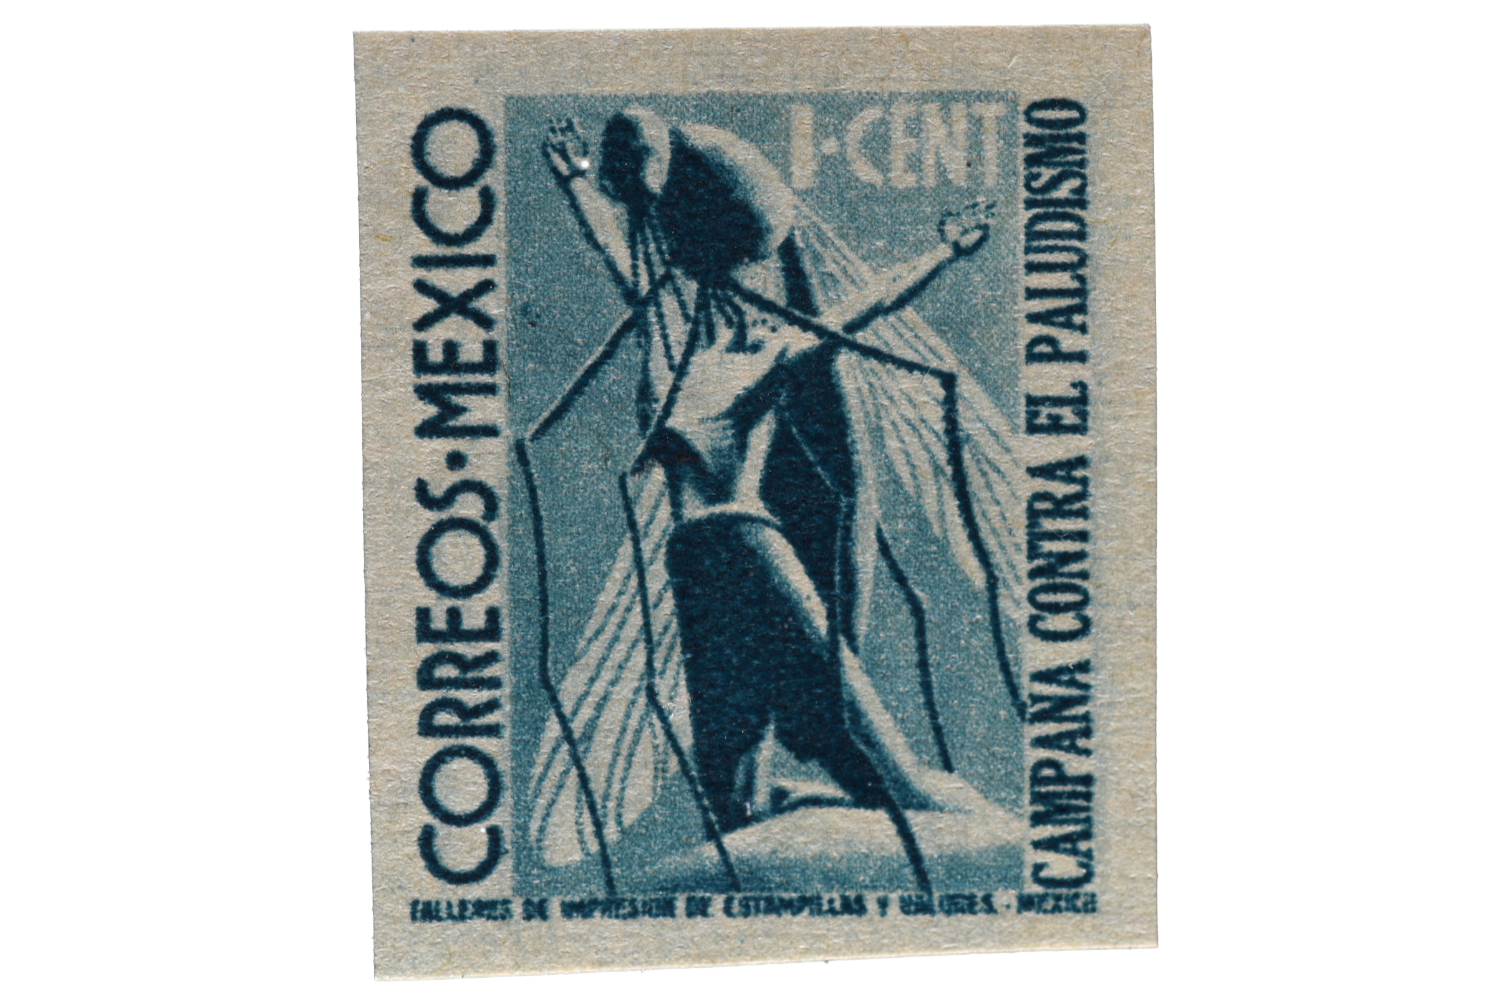 CORREOS·MEXICO
1·CENT
CAMPAÑA CONTRA EL PALUDISMO
TALLERES DE IMPRESION DE ESTAMPILLAS Y VALORES.-MEXICO